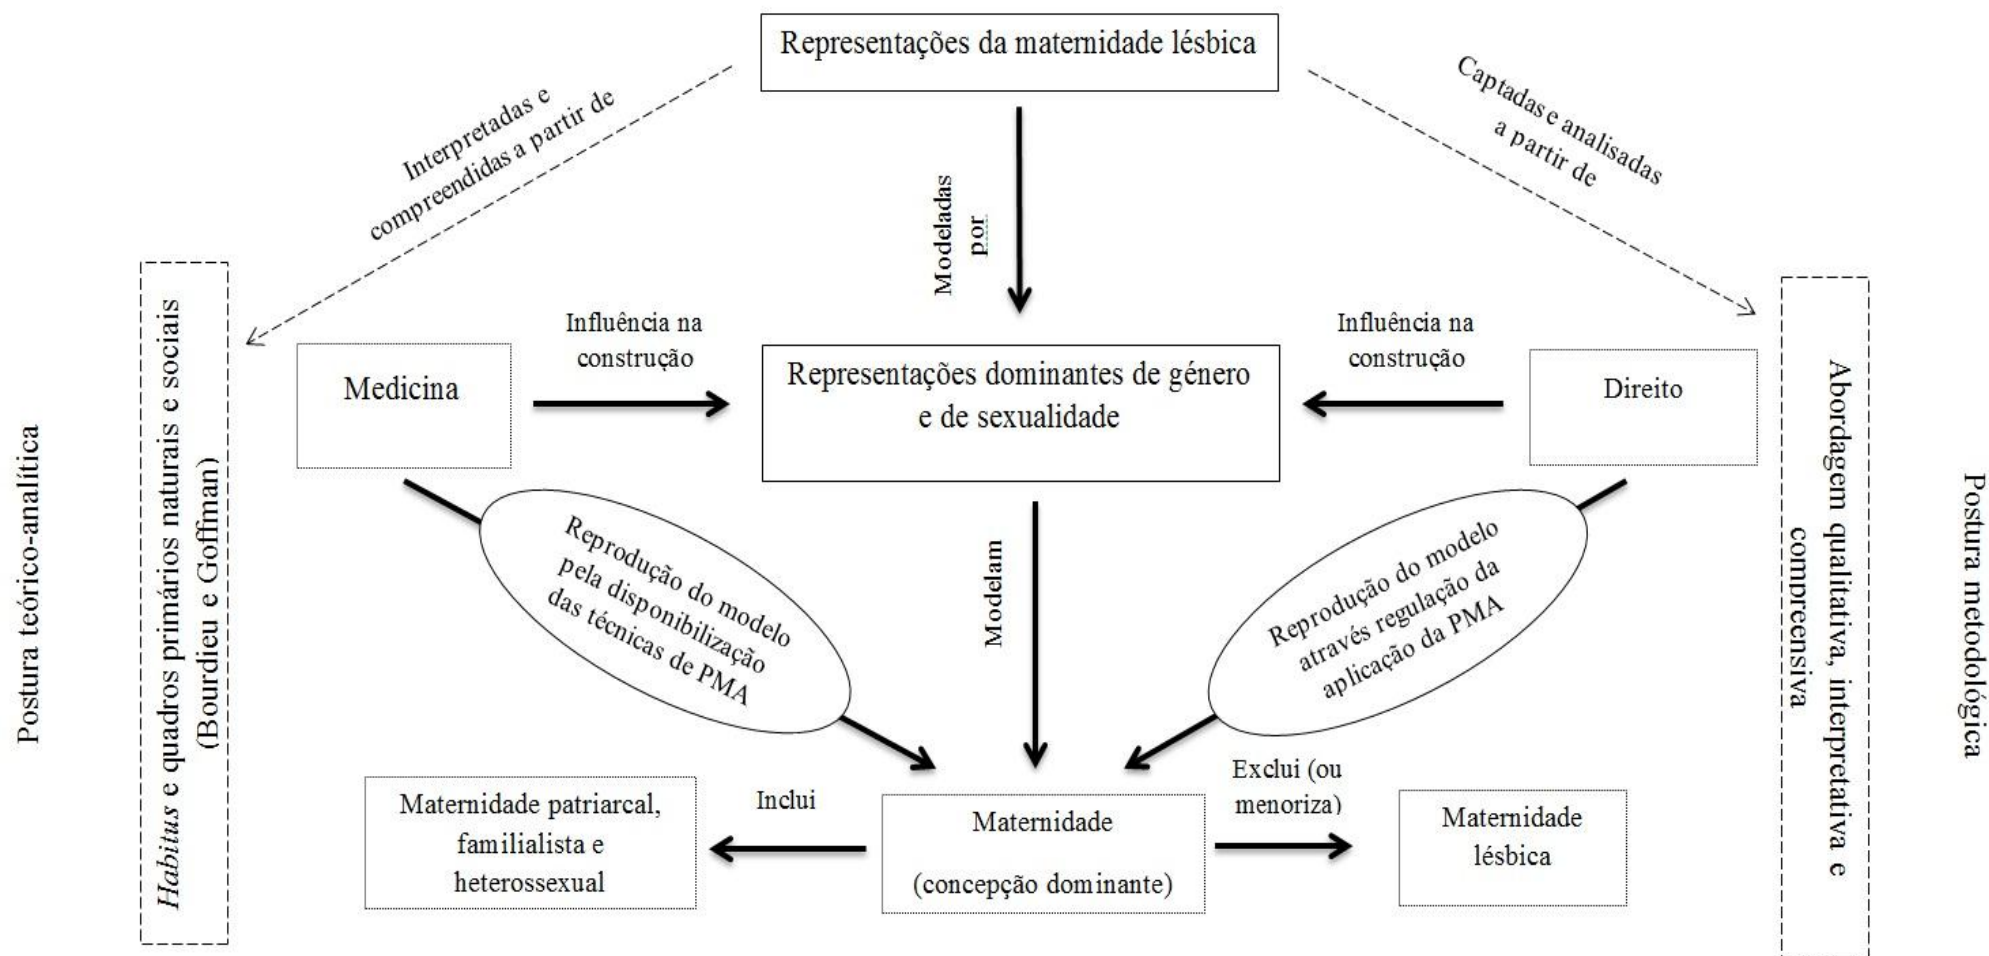 Representações da maternidade lésbica
Interpretadas e
compreendidas a partir de
Captadas e analisadas
a partir de
Modeladas
por
Postura teórico-analítica
Habitus e quadros primários naturais e sociais
(Bourdieu e Goffman)
Medicina
Influência na
construção
Representações dominantes de género
e de sexualidade
Influência na
construção
Direito
Abordagem qualitativa, interpretativa e
compreensiva
Postura metodológica
Reprodução do modelo
pela disponibilização
das técnicas de PMA
Modelam
Reprodução do modelo
através regulação da
aplicação da PMA
Maternidade patriarcal,
familialista e
heterossexual
Inclui
Maternidade
(concepção dominante)
Exclui (ou
menoriza)
Maternidade
lésbica